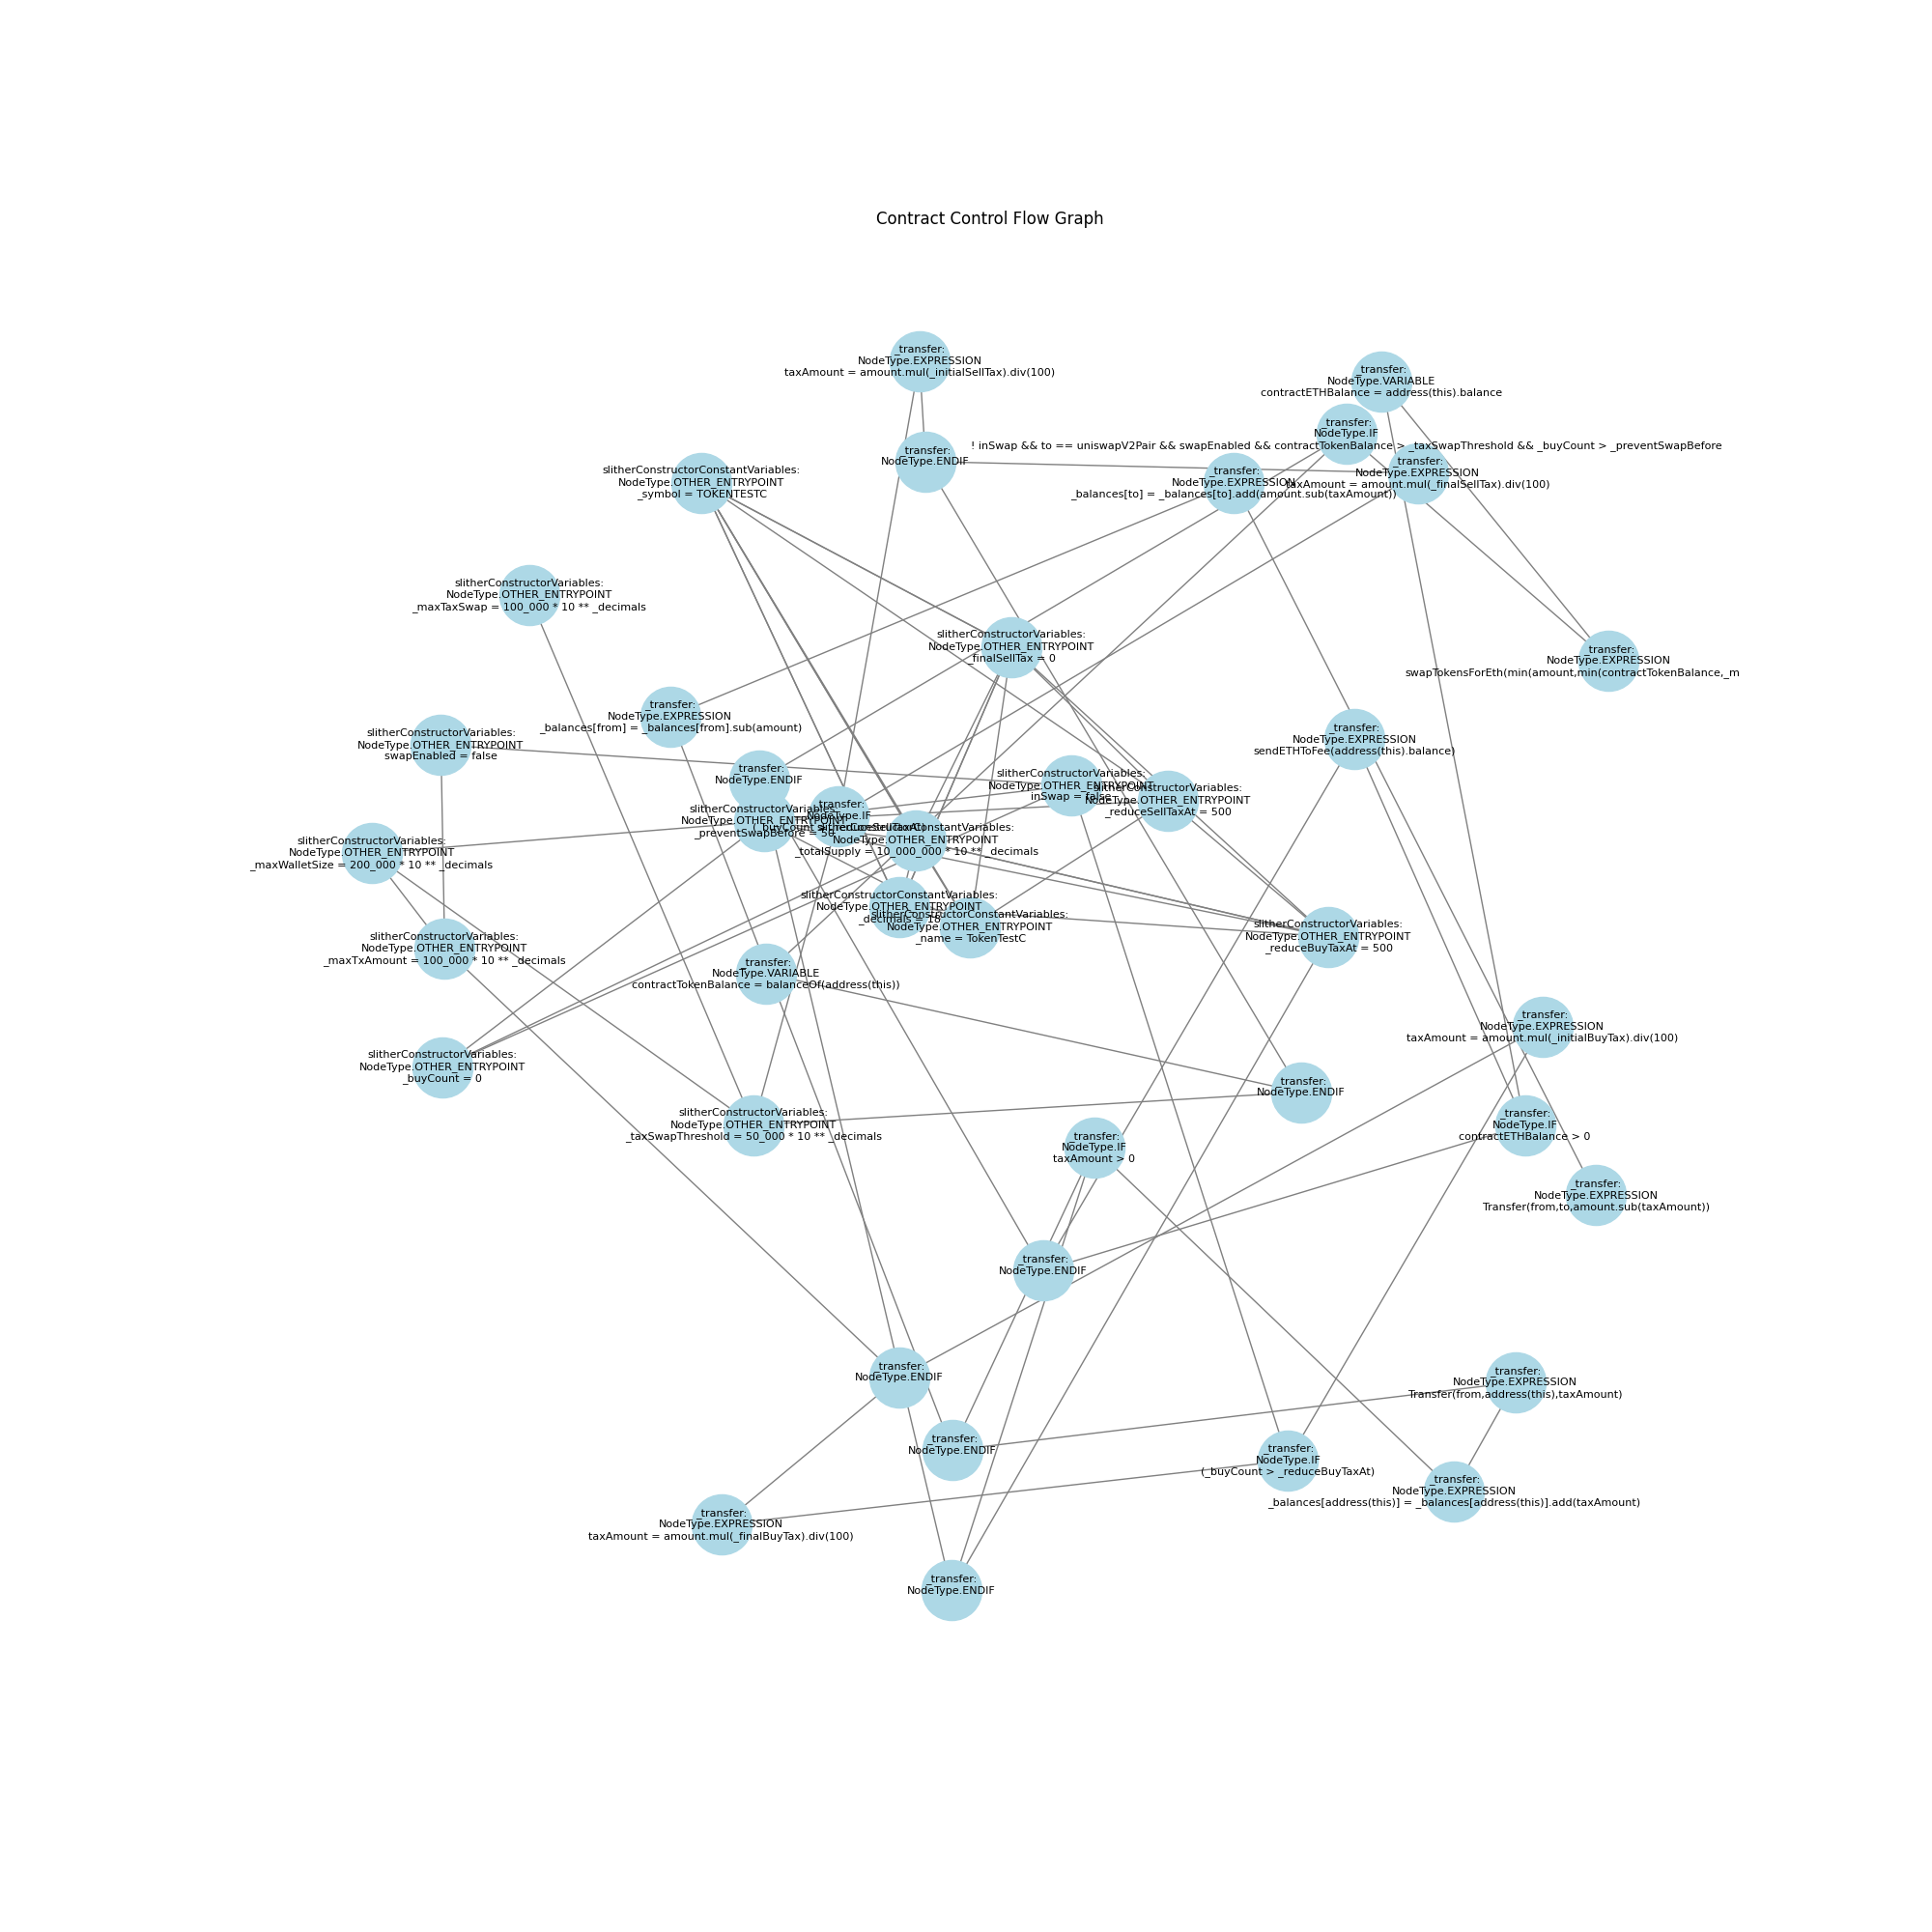 Contract Control Flow Graph
_transfer:
NodeType.EXPRESSION
taxAmount = amount.mul(_initialSellTax).div(100)
_transfer:
NodeType.VARIABLE
contractETHBalance = address(this).balance
_transfer:
NodeType.IF
! inSwap && to == uniswapV2Pair && swapEnabled && contractTokenBalance > _taxSwapThreshold && _buyCount > _preventSwapBefore
_transfer:
NodeType.ENDIF
_transfer:
NodeType.EXPRESSION
taxAmount = amount.mul(_finalSellTax).div(100)
slitherConstructorConstantVariables:
NodeType.OTHER_ENTRYPOINT
_symbol = TOKENTESTC
_transfer:
NodeType.EXPRESSION
_balances[to] = _balances[to].add(amount.sub(taxAmount))
slitherConstructorVariables:
NodeType.OTHER_ENTRYPOINT
_maxTaxSwap = 100_000 * 10 ** _decimals
slitherConstructorVariables:
NodeType.OTHER_ENTRYPOINT
_finalSellTax = 0
_transfer:
NodeType.EXPRESSION
swapTokensForEth(min(amount,min(contractTokenBalance,_m
_transfer:
NodeType.EXPRESSION
_balances[from] = _balances[from].sub(amount)
slitherConstructorVariables:
NodeType.OTHER_ENTRYPOINT
swapEnabled = false
_transfer:
NodeType.EXPRESSION
sendETHToFee(address(this).balance)
_transfer:
NodeType.ENDIF
slitherConstructorVariables:
NodeType.OTHER_ENTRYPOINT
inSwap = false
slitherConstructorVariables:
NodeType.OTHER_ENTRYPOINT
_reduceSellTaxAt = 500
slitherConstructorVariables:
NodeType.OTHER_ENTRYPOINT
_preventSwapBefore = 50
_transfer:
NodeType.IF
(_buyCount > _reduceSellTaxAt)
slitherConstructorConstantVariables:
NodeType.OTHER_ENTRYPOINT
_totalSupply = 10_000_000 * 10 ** _decimals
slitherConstructorVariables:
NodeType.OTHER_ENTRYPOINT
_maxWalletSize = 200_000 * 10 ** _decimals
slitherConstructorConstantVariables:
NodeType.OTHER_ENTRYPOINT
_decimals = 18
slitherConstructorConstantVariables:
NodeType.OTHER_ENTRYPOINT
_name = TokenTestC
slitherConstructorVariables:
NodeType.OTHER_ENTRYPOINT
_reduceBuyTaxAt = 500
slitherConstructorVariables:
NodeType.OTHER_ENTRYPOINT
_maxTxAmount = 100_000 * 10 ** _decimals
_transfer:
NodeType.VARIABLE
contractTokenBalance = balanceOf(address(this))
_transfer:
NodeType.EXPRESSION
taxAmount = amount.mul(_initialBuyTax).div(100)
slitherConstructorVariables:
NodeType.OTHER_ENTRYPOINT
_buyCount = 0
_transfer:
NodeType.ENDIF
slitherConstructorVariables:
NodeType.OTHER_ENTRYPOINT
_taxSwapThreshold = 50_000 * 10 ** _decimals
_transfer:
NodeType.IF
contractETHBalance > 0
_transfer:
NodeType.IF
taxAmount > 0
_transfer:
NodeType.EXPRESSION
Transfer(from,to,amount.sub(taxAmount))
_transfer:
NodeType.ENDIF
_transfer:
NodeType.ENDIF
_transfer:
NodeType.EXPRESSION
Transfer(from,address(this),taxAmount)
_transfer:
NodeType.ENDIF
_transfer:
NodeType.IF
(_buyCount > _reduceBuyTaxAt)
_transfer:
NodeType.EXPRESSION
_balances[address(this)] = _balances[address(this)].add(taxAmount)
_transfer:
NodeType.EXPRESSION
taxAmount = amount.mul(_finalBuyTax).div(100)
_transfer:
NodeType.ENDIF